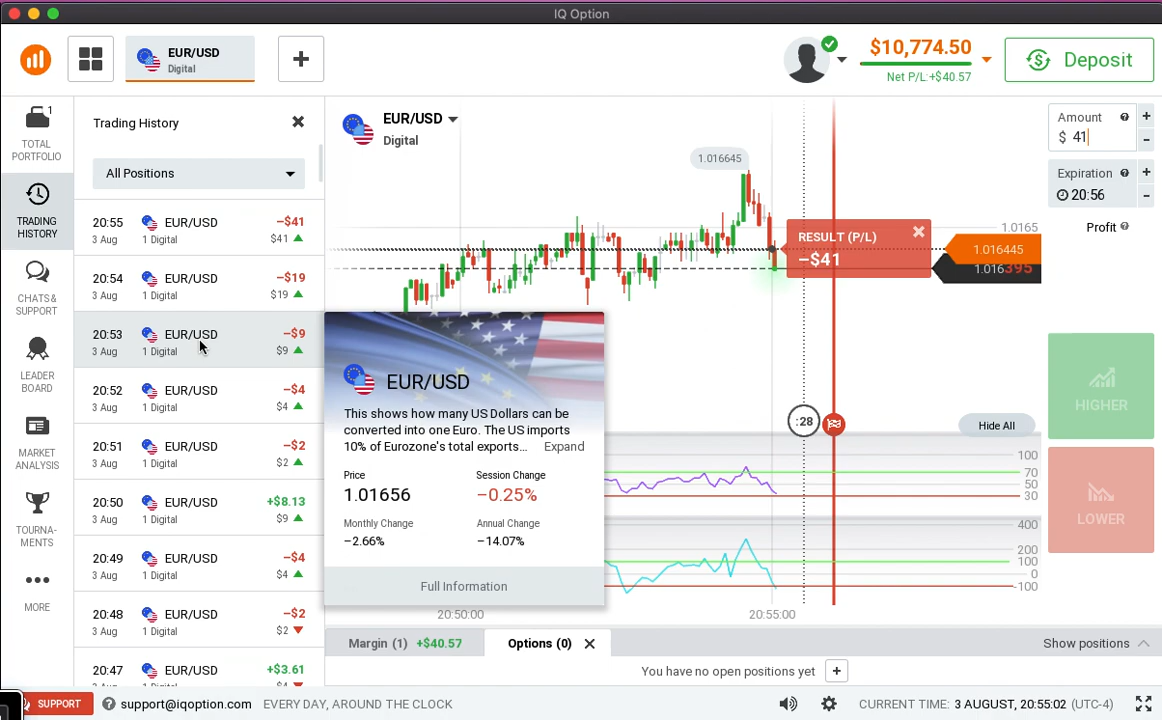 IQ Option
EUR/USD
Digital
$10,774.50
Net P/L:+$40.57
Deposit
1
TOTAL
PORTFOLIO
TRADING
HISTORY
CHATS &
SUPPORT
LEADER
BOARD
MARKET
ANALYSIS
TOURNA-
MENTS
MORE
Trading History
All Positions
20:55 EUR/USD −$41
3 Aug 1 Digital $41
20:54 EUR/USD −$19
3 Aug 1 Digital $19
20:53 EUR/USD −$9
3 Aug 1 Digital $9
20:52 EUR/USD −$4
3 Aug 1 Digital $4
20:51 EUR/USD −$2
3 Aug 1 Digital $2
20:50 EUR/USD +$8.13
3 Aug 1 Digital $9
20:49 EUR/USD −$4
3 Aug 1 Digital $4
20:48 EUR/USD −$2
3 Aug 1 Digital $2
20:47 EUR/USD +$3.61
EUR/USD
Digital
1.016645
RESULT (P/L)
−$41
1.0165
1.016445
1.016395
EUR/USD
This shows how many US Dollars can be
converted into one Euro. The US imports
10% of Eurozone's total exports... Expand
Price Session Change
1.01656 −0.25%
Monthly Change Annual Change
−2.66% −14.07%
Full Information
:28
Hide All
100
70
50
30
400
200
100
0
-100
20:50:00 20:55:00
Amount
$ 41
Expiration
20:56
Profit
HIGHER
LOWER
Margin (1) +$40.57 Options (0)
Show positions
You have no open positions yet
SUPPORT
support@iqoption.com EVERY DAY, AROUND THE CLOCK
CURRENT TIME: 3 AUGUST, 20:55:02 (UTC-4)